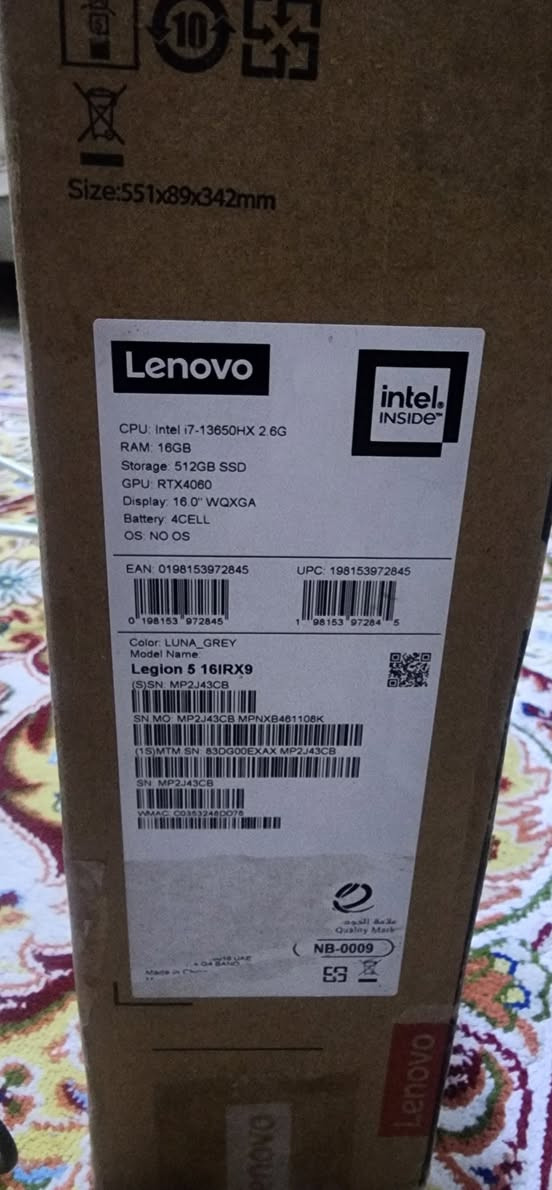 10
Size:551x89x342mm
Lenovo
intel.
INSIDE™
CPU: Intel i7-13650HX 2.6G
RAM: 16GB
Storage: 512GB SSD
GPU: RTX4060
Display: 16.0" WQXGA
Battery: 4CELL
OS: NO OS
EAN: 0198153972845 UPC: 198153972845
0 198153 972845 1 98153 97284 5
Color: LUNA_GREY
Model Name:
Legion 5 16IRX9
(S)SN: MP2J43CB
SN,MO: MP2J43CB MPNXB461108K
(1S)MTM SN: 83DG00EXAX MP2J43CB
SN: MP2J43CB
WMAC:
علامة الجودة
Quality Mark
NB-0009
Made in
Lenovo
Lenovo